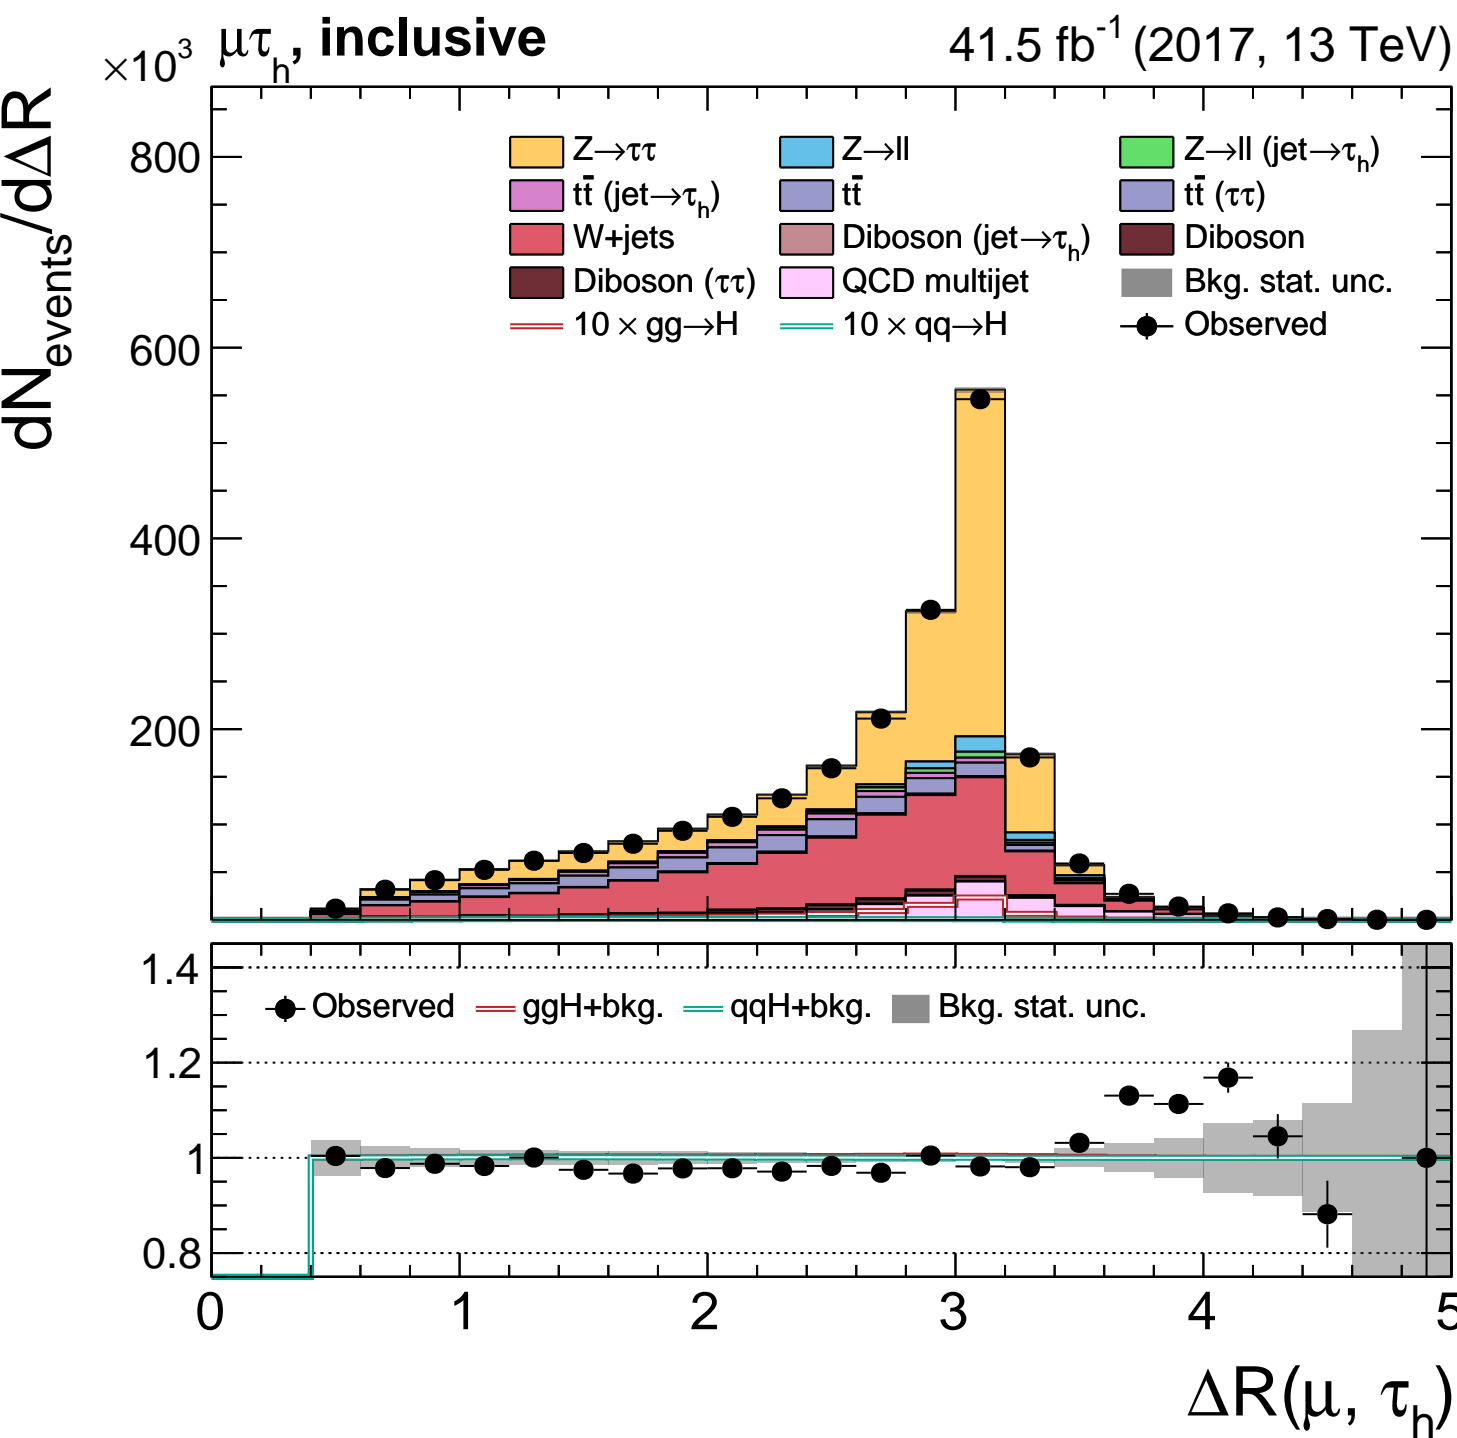 ×10³ μτₕ, inclusive 41.5 fb⁻¹ (2017, 13 TeV)
dN_events/dΔR
800
600
400
200
Z→ττ Z→ll Z→ll (jet→τₕ)
tt̄ (jet→τₕ) tt̄ tt̄ (ττ)
W+jets Diboson (jet→τₕ) Diboson
Diboson (ττ) QCD multijet Bkg. stat. unc.
10 × gg→H 10 × qq→H Observed
1.4
1.2
1
0.8
Observed ggH+bkg. qqH+bkg. Bkg. stat. unc.
0 1 2 3 4 5
ΔR(μ, τₕ)